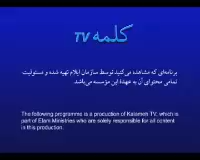 کلمه TV
برنامه‌ای که مشاهده می‌کنید توسط سازمان ایلام تهیه شده و مسئولیت
تمامی محتوای آن به عهدهٔ این مؤسسه می‌باشد.
The following programme is a production of Kalameh TV, which is
part of Elam Ministries who are solely responsible for all content
in this production.